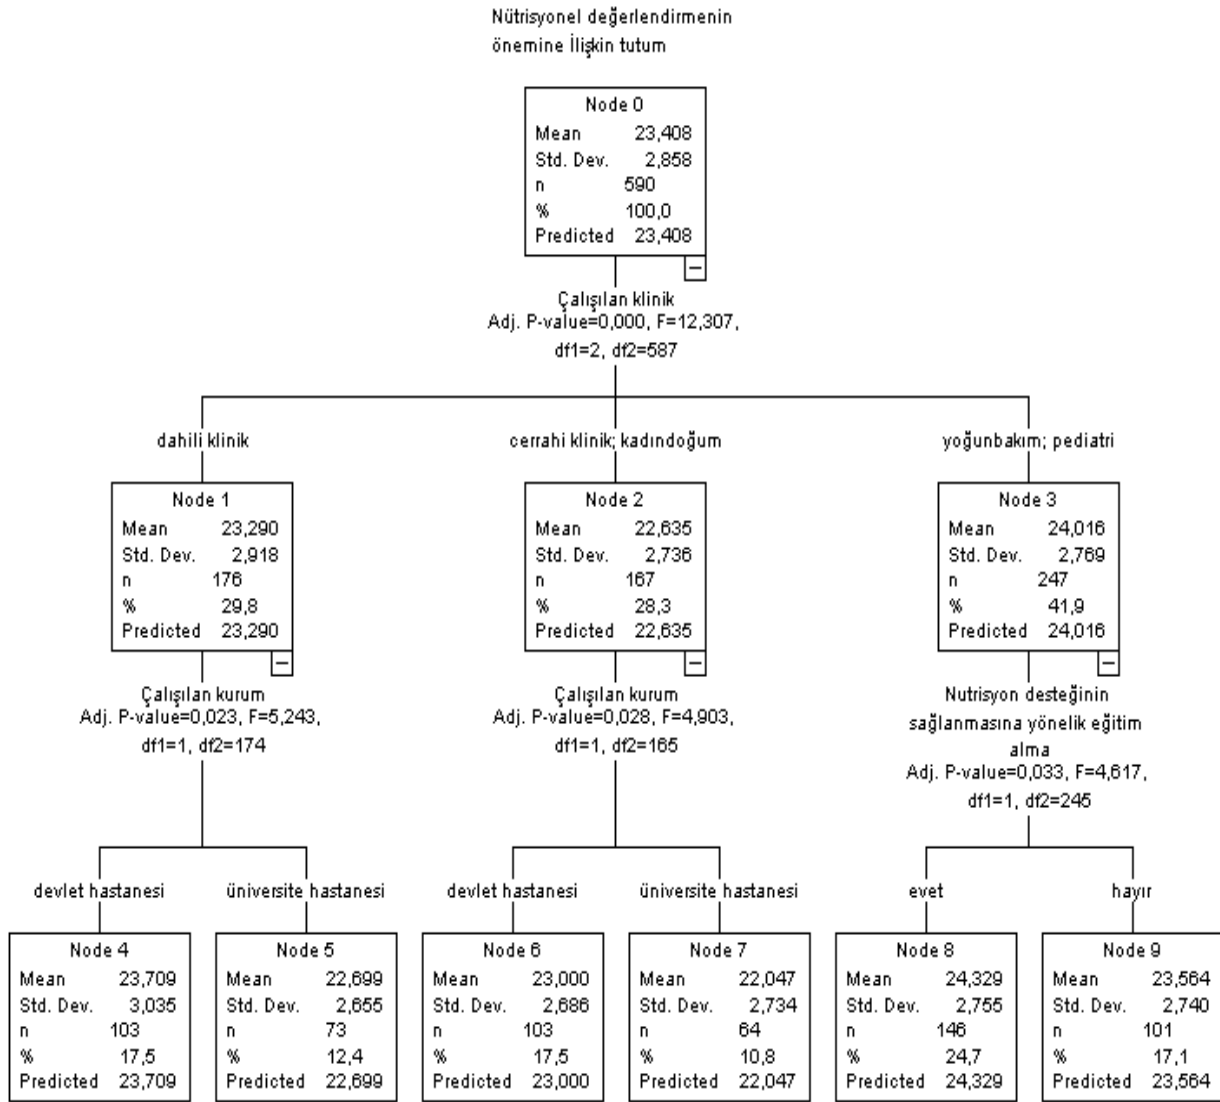 Nütrisyonel değerlendirmenin
önemine İlişkin tutum
Node 0
Mean 23,408
Std. Dev. 2,858
n 590
% 100,0
Predicted 23,408
Çalışılan klinik
Adj. P-value=0,000, F=12,307,
df1=2, df2=587
dahili klinik
cerrahi klinik; kadındoğum
yoğunbakım; pediatri
Node 1
Mean 23,290
Std. Dev. 2,918
n 176
% 29,8
Predicted 23,290
Node 2
Mean 22,635
Std. Dev. 2,736
n 167
% 28,3
Predicted 22,635
Node 3
Mean 24,016
Std. Dev. 2,769
n 247
% 41,9
Predicted 24,016
Çalışılan kurum
Adj. P-value=0,023, F=5,243,
df1=1, df2=174
Çalışılan kurum
Adj. P-value=0,028, F=4,903,
df1=1, df2=165
Nutrisyon desteğinin
sağlanmasına yönelik eğitim
alma
Adj. P-value=0,033, F=4,617,
df1=1, df2=245
devlet hastanesi
üniversite hastanesi
devlet hastanesi
üniversite hastanesi
evet
hayır
Node 4
Mean 23,709
Std. Dev. 3,035
n 103
% 17,5
Predicted 23,709
Node 5
Mean 22,699
Std. Dev. 2,655
n 73
% 12,4
Predicted 22,699
Node 6
Mean 23,000
Std. Dev. 2,686
n 103
% 17,5
Predicted 23,000
Node 7
Mean 22,047
Std. Dev. 2,734
n 64
% 10,8
Predicted 22,047
Node 8
Mean 24,329
Std. Dev. 2,755
n 146
% 24,7
Predicted 24,329
Node 9
Mean 23,564
Std. Dev. 2,740
n 101
% 17,1
Predicted 23,564